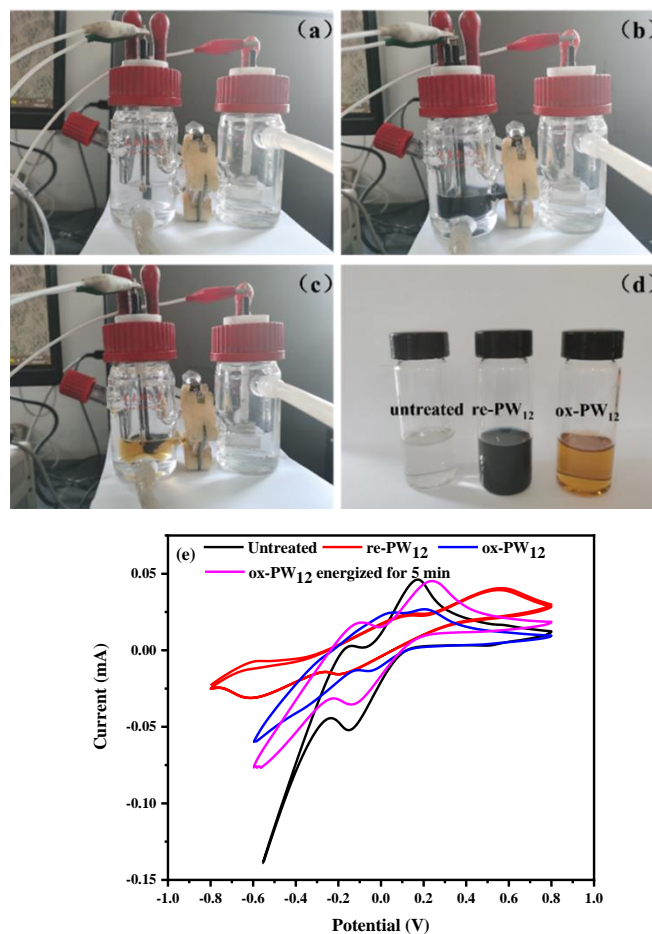 (a)
(b)
(c)
(d)
untreated re-PW12 ox-PW12
(e)
Untreated re-PW12 ox-PW12
ox-PW12 energized for 5 min
0.05
0.00
-0.05
-0.10
-0.15
Current (mA)
-1.0 -0.8 -0.6 -0.4 -0.2 0.0 0.2 0.4 0.6 0.8 1.0
Potential (V)